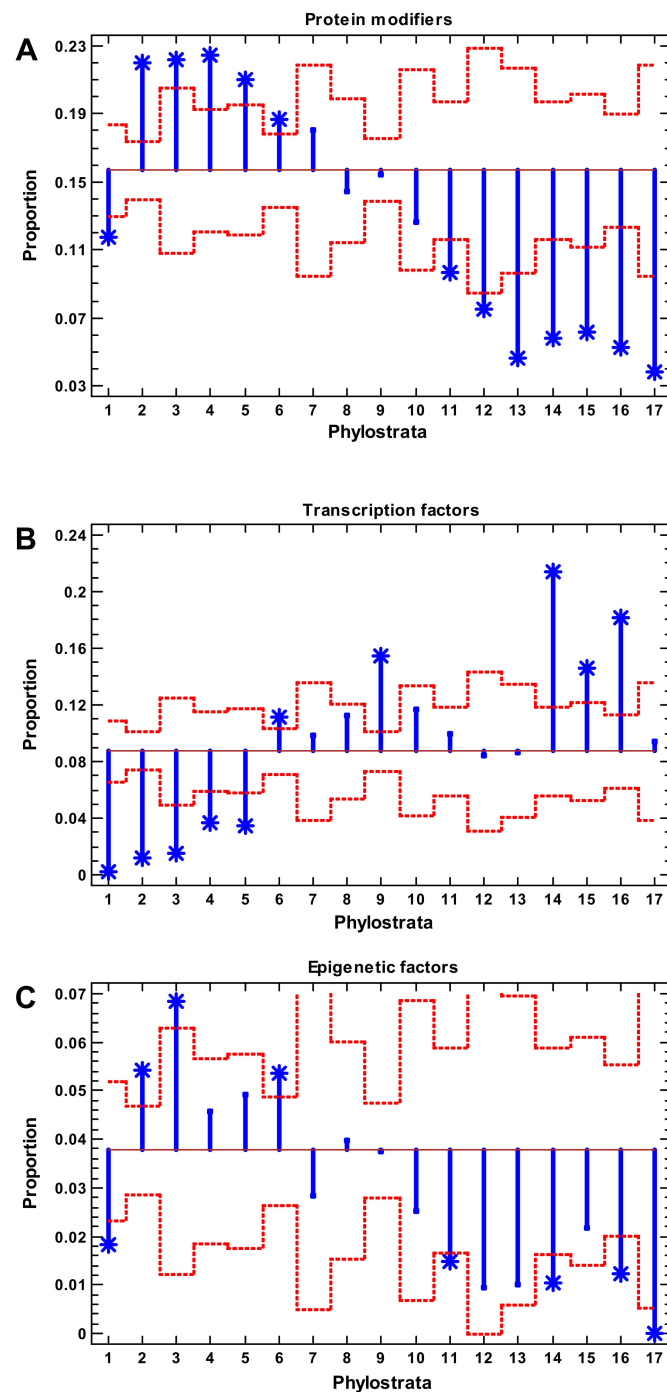 Protein modifiers
A
0.23
0.19
0.15
0.11
0.07
0.03
Proportion
1 2 3 4 5 6 7 8 9 10 11 12 13 14 15 16 17
Phylostrata
Transcription factors
B
0.24
0.2
0.16
0.12
0.08
0.04
0
Proportion
1 2 3 4 5 6 7 8 9 10 11 12 13 14 15 16 17
Phylostrata
Epigenetic factors
C
0.07
0.06
0.05
0.04
0.03
0.02
0.01
0
Proportion
1 2 3 4 5 6 7 8 9 10 11 12 13 14 15 16 17
Phylostrata